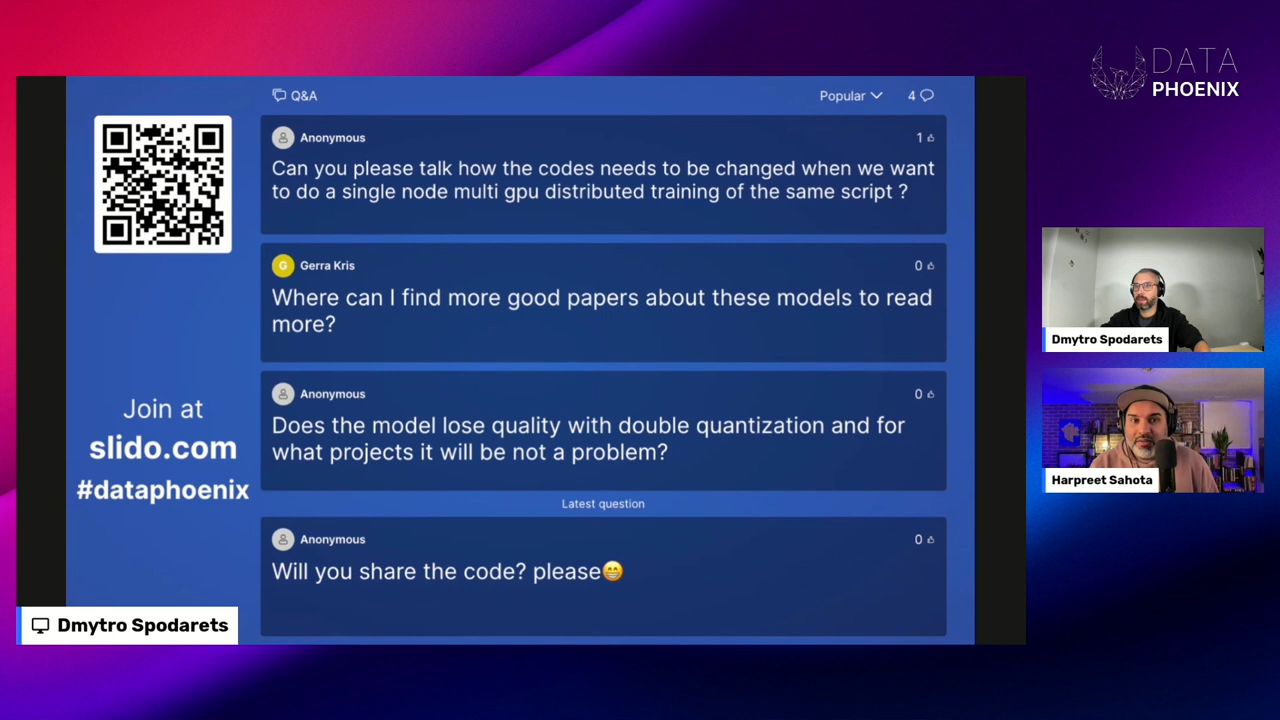 DATA
PHOENIX
Q&A
Popular
4
Anonymous
1
Can you please talk how the codes needs to be changed when we want
to do a single node multi gpu distributed training of the same script ?
G
Gerra Kris
0
Where can I find more good papers about these models to read
more?
Anonymous
0
Does the model lose quality with double quantization and for
what projects it will be not a problem?
Latest question
Anonymous
0
Will you share the code? please😁
Join at
slido.com
#dataphoenix
Dmytro Spodarets
Dmytro Spodarets
Harpreet Sahota